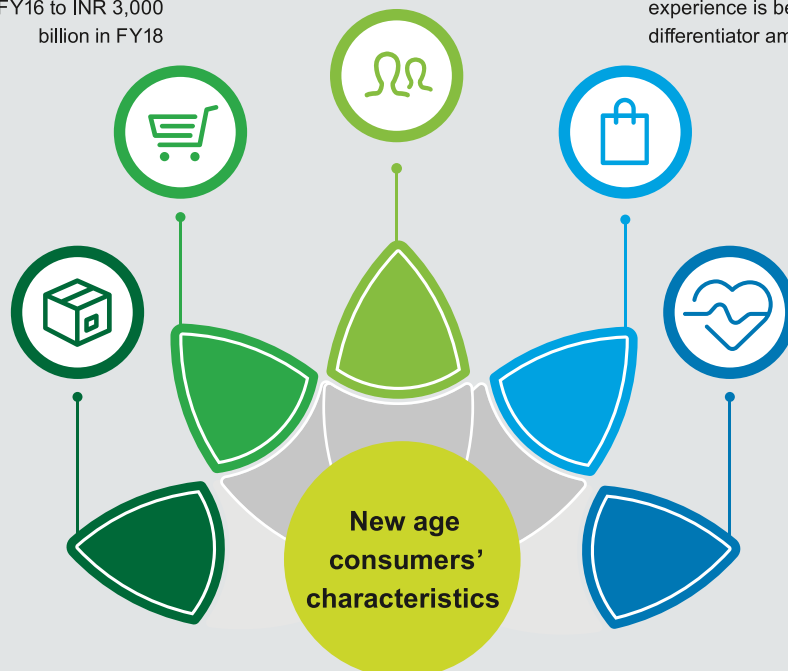 FY16 to INR 3,000
billion in FY18
experience is be
differentiator am
New age
consumers’
characteristics